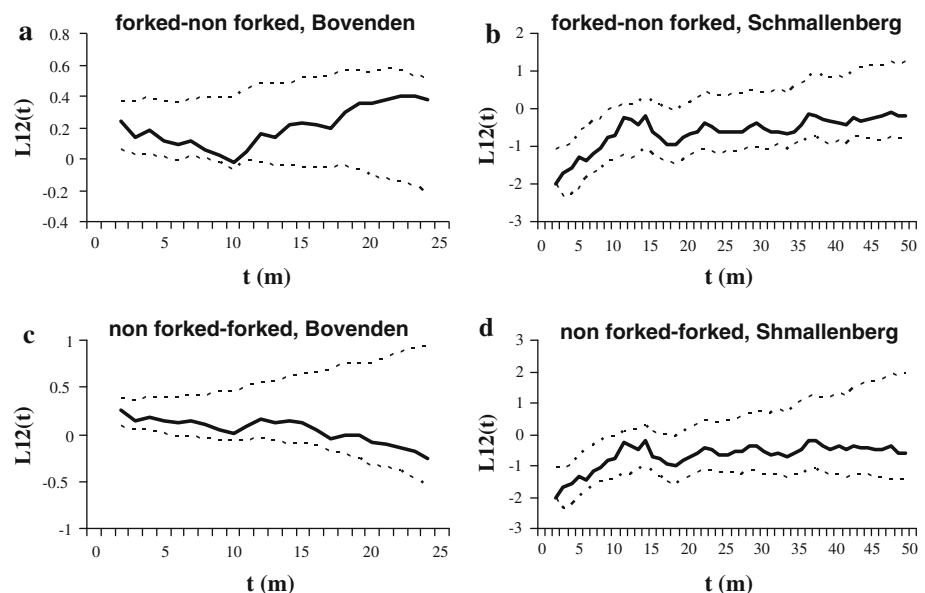 a
forked-non forked, Bovenden
0.8
0.6
0.4
0.2
0
-0.2
-0.4
L12(t)
0 5 10 15 20 25
t (m)
b
forked-non forked, Schmallenberg
2
1
0
-1
-2
-3
L12(t)
0 5 10 15 20 25 30 35 40 45 50
t (m)
c
non forked-forked, Bovenden
1
0.5
0
-0.5
-1
L12(t)
0 5 10 15 20 25
t (m)
d
non forked-forked, Shmallenberg
3
2
1
0
-1
-2
-3
L12(t)
0 5 10 15 20 25 30 35 40 45 50
t (m)